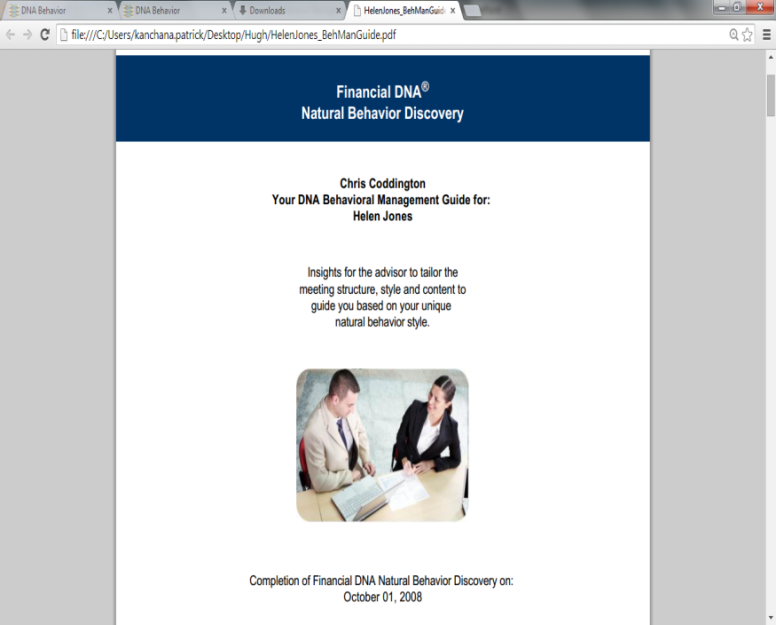 DNA Behavior
DNA Behavior
Downloads
HelenJones_BehManGuide
file:///C:/Users/kanchana.patrick/Desktop/Hugh/HelenJones_BehManGuide.pdf
Financial DNA®
Natural Behavior Discovery
Chris Coddington
Your DNA Behavioral Management Guide for:
Helen Jones
Insights for the advisor to tailor the
meeting structure, style and content to
guide you based on your unique
natural behavior style.
Completion of Financial DNA Natural Behavior Discovery on:
October 01, 2008